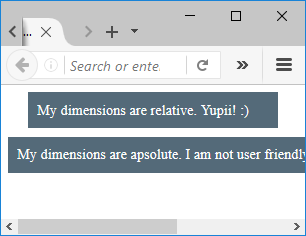 ...
Search or ente
My dimensions are relative. Yupii! :)
My dimensions are apsolute. I am not user friendly